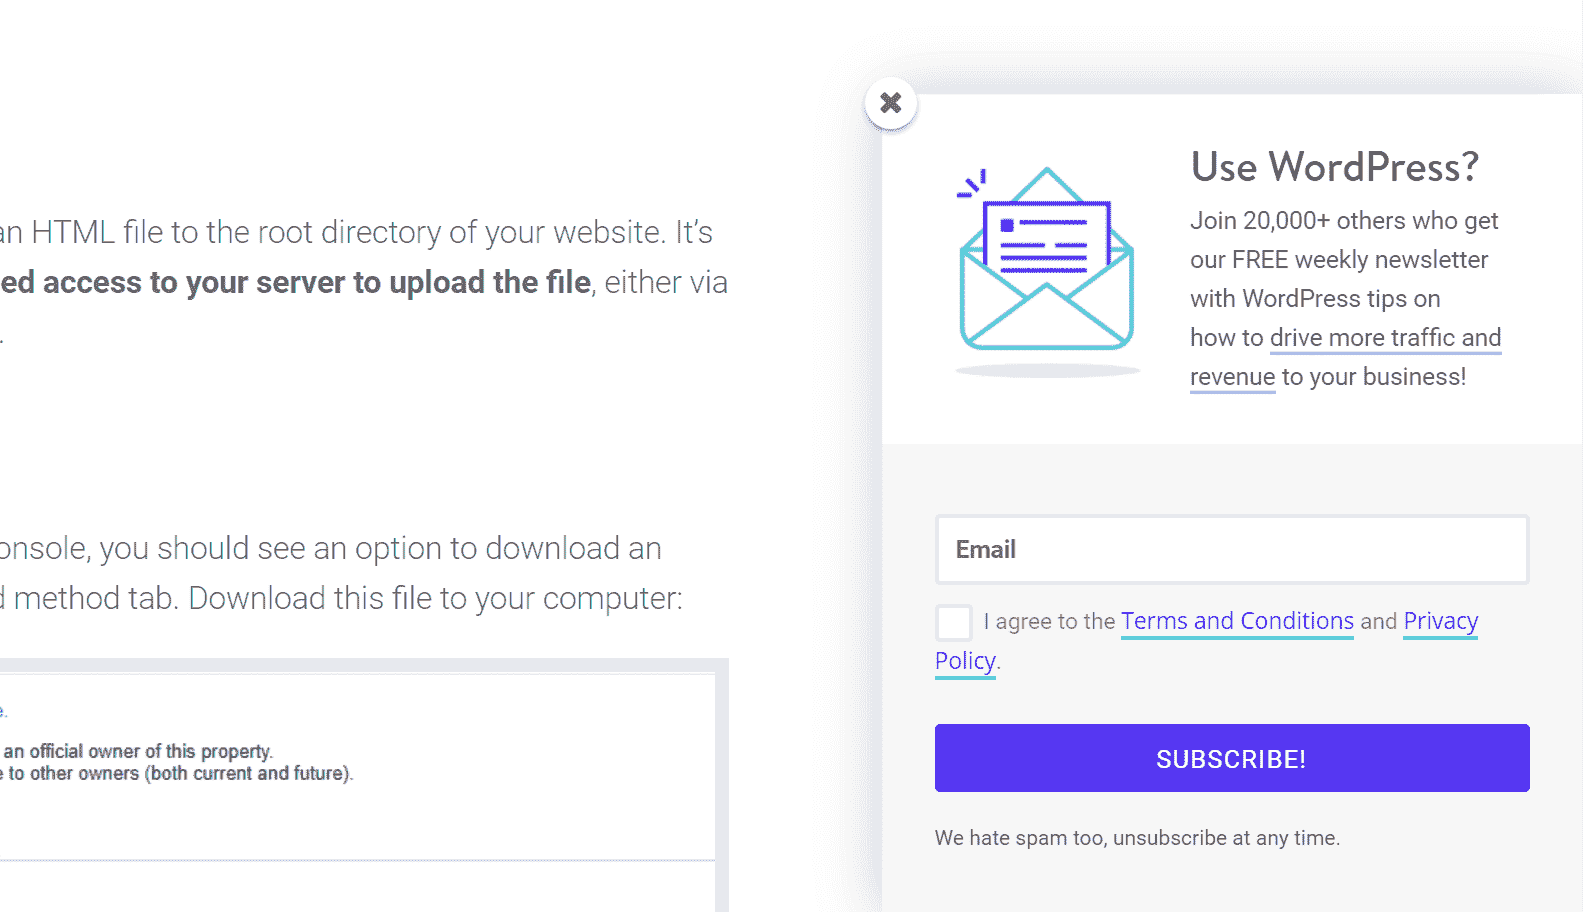 an HTML file to the root directory of your website. It’s
ed access to your server to upload the file, either via
.
onsole, you should see an option to download an
d method tab. Download this file to your computer:
e.
an official owner of this property.
e to other owners (both current and future).
Use WordPress?
Join 20,000+ others who get
our FREE weekly newsletter
with WordPress tips on
how to drive more traffic and
revenue to your business!
Email
I agree to the Terms and Conditions and Privacy
Policy.
SUBSCRIBE!
We hate spam too, unsubscribe at any time.